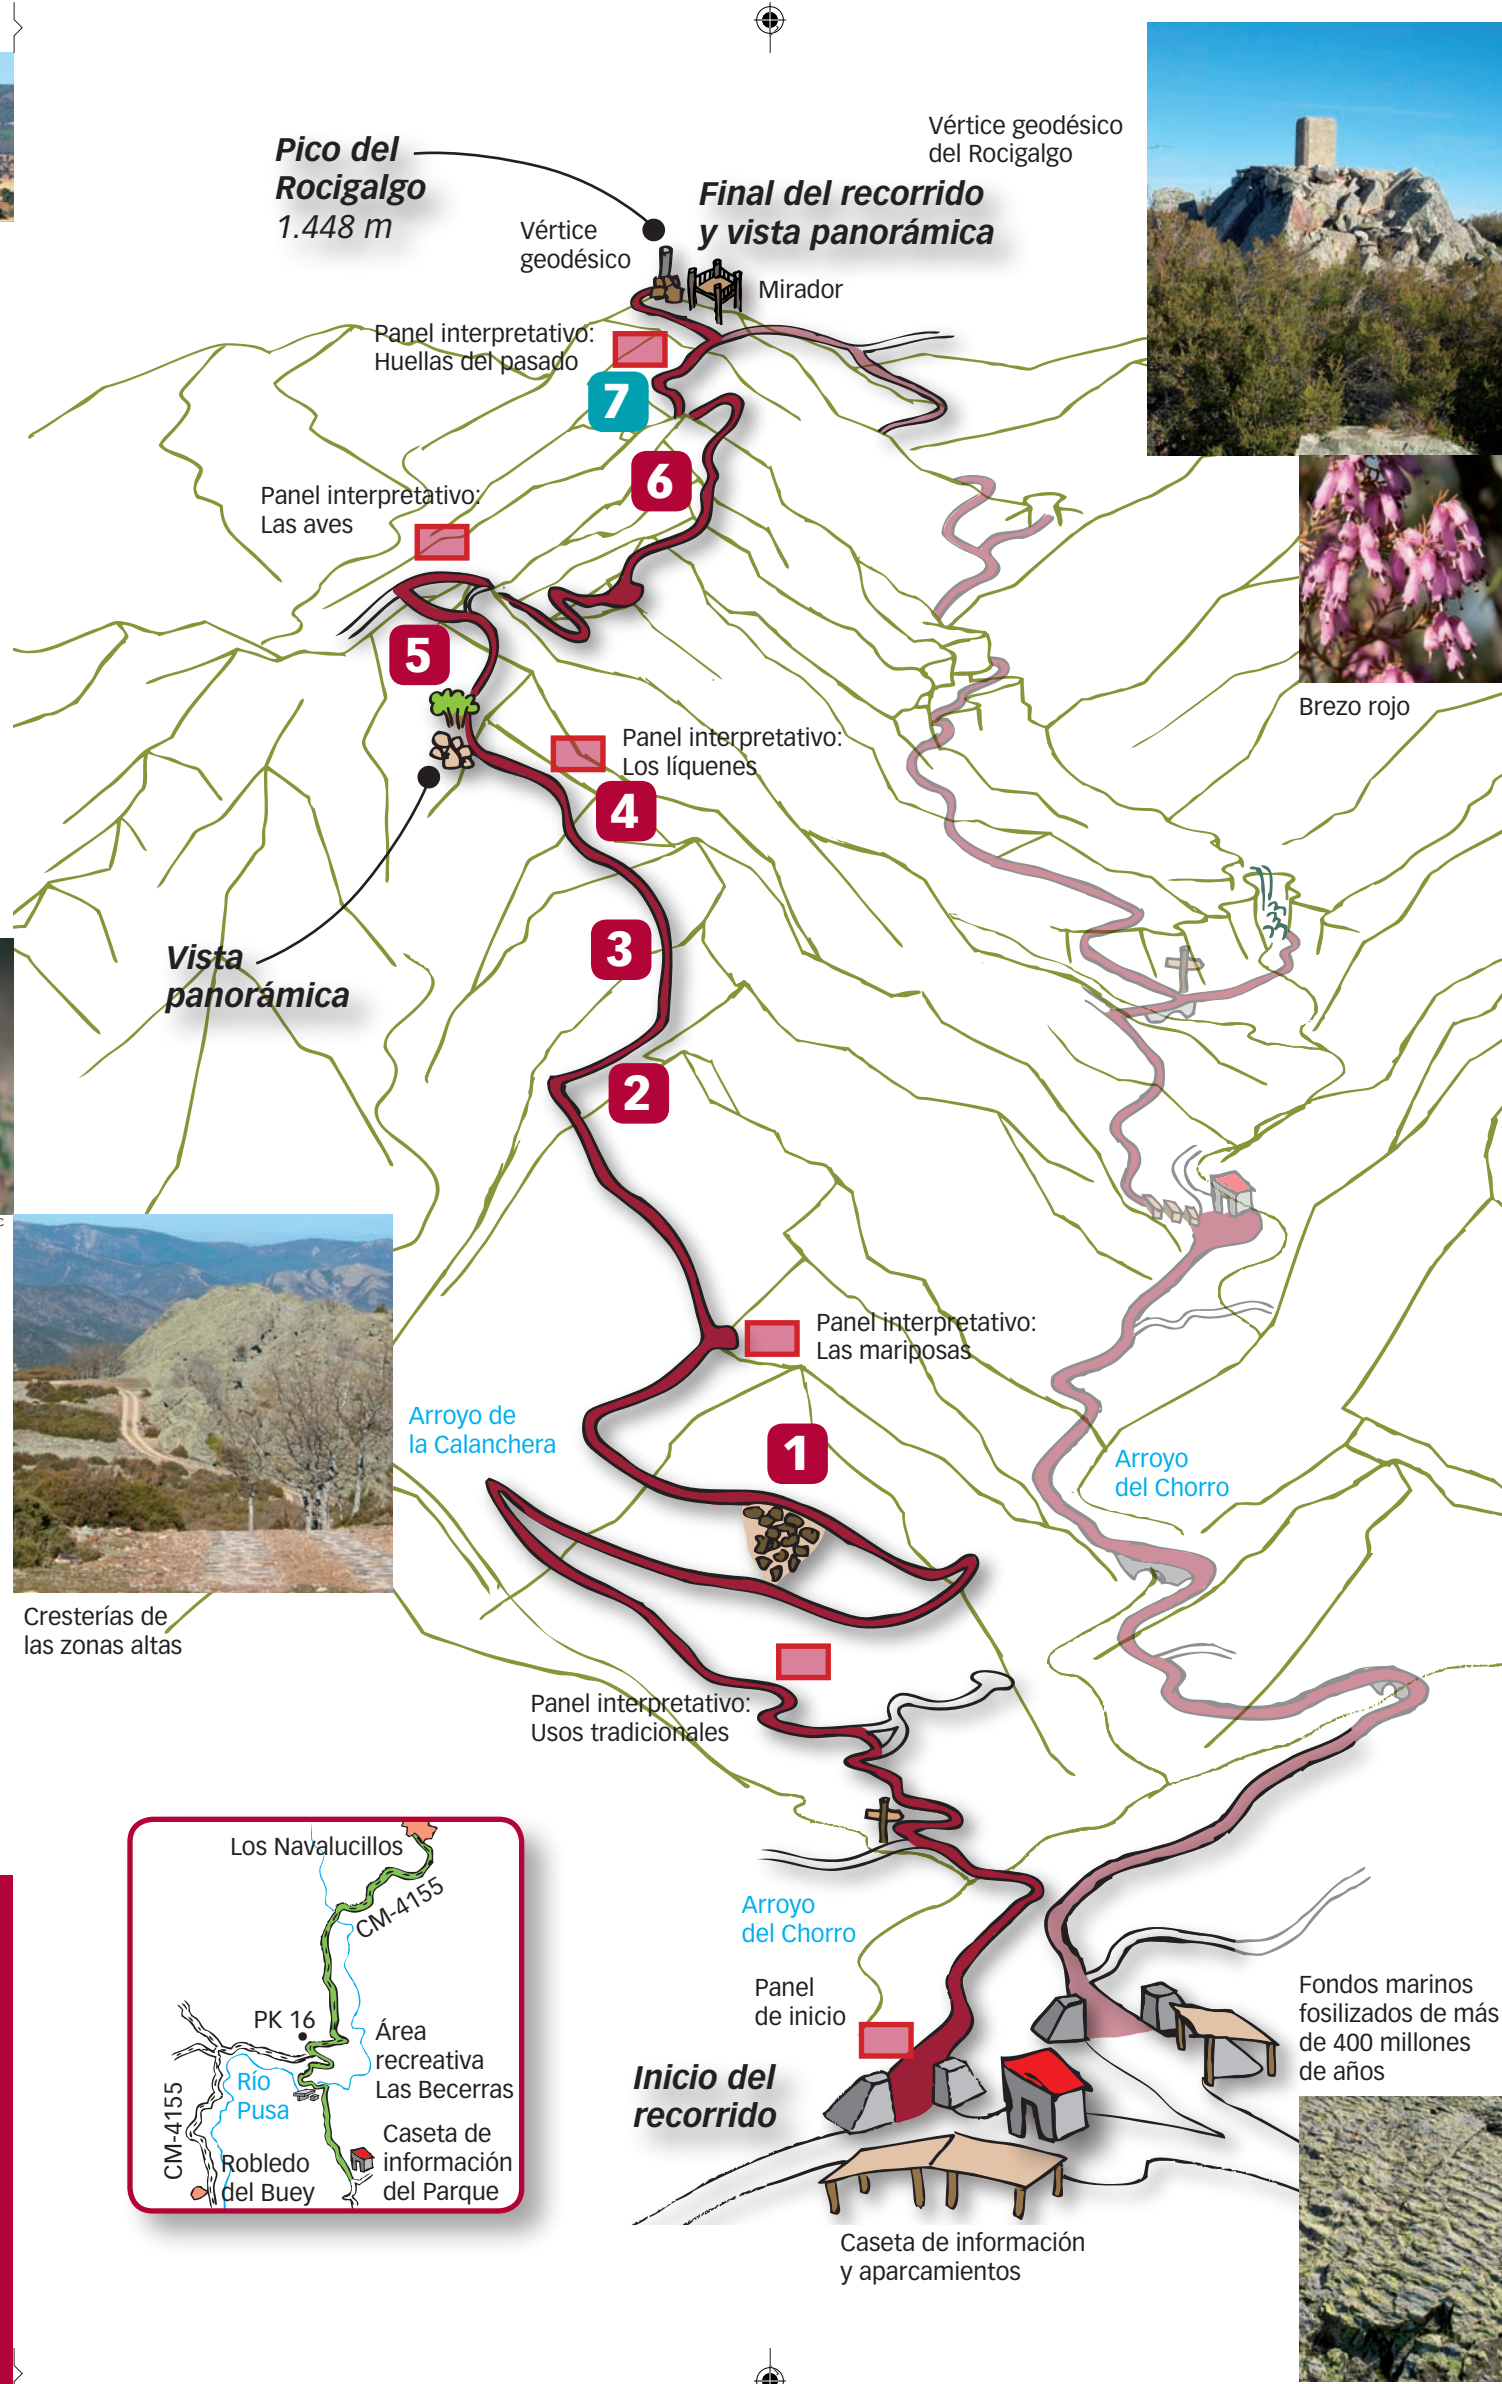 Vértice geodésico
del Rocigalgo
Pico del
Rocigalgo
1.448 m
Final del recorrido
y vista panorámica
Vértice
geodésico
Mirador
Panel interpretativo:
Huellas del pasado
7
6
Panel interpretativo:
Las aves
5
Brezo rojo
Panel interpretativo:
Los líquenes
4
3
Vista
panorámica
2
Panel interpretativo:
Las mariposas
Arroyo de
la Calanchera
1
Arroyo
del Chorro
Cresterías de
las zonas altas
Panel interpretativo:
Usos tradicionales
Los Navalucillos
CM-4155
PK 16
Área
recreativa
Las Becerras
Río
Pusa
CM-4155
Caseta de
información
del Parque
Robledo
del Buey
Arroyo
del Chorro
Panel
de inicio
Inicio del
recorrido
Fondos marinos
fosilizados de más
de 400 millones
de años
Caseta de información
y aparcamientos